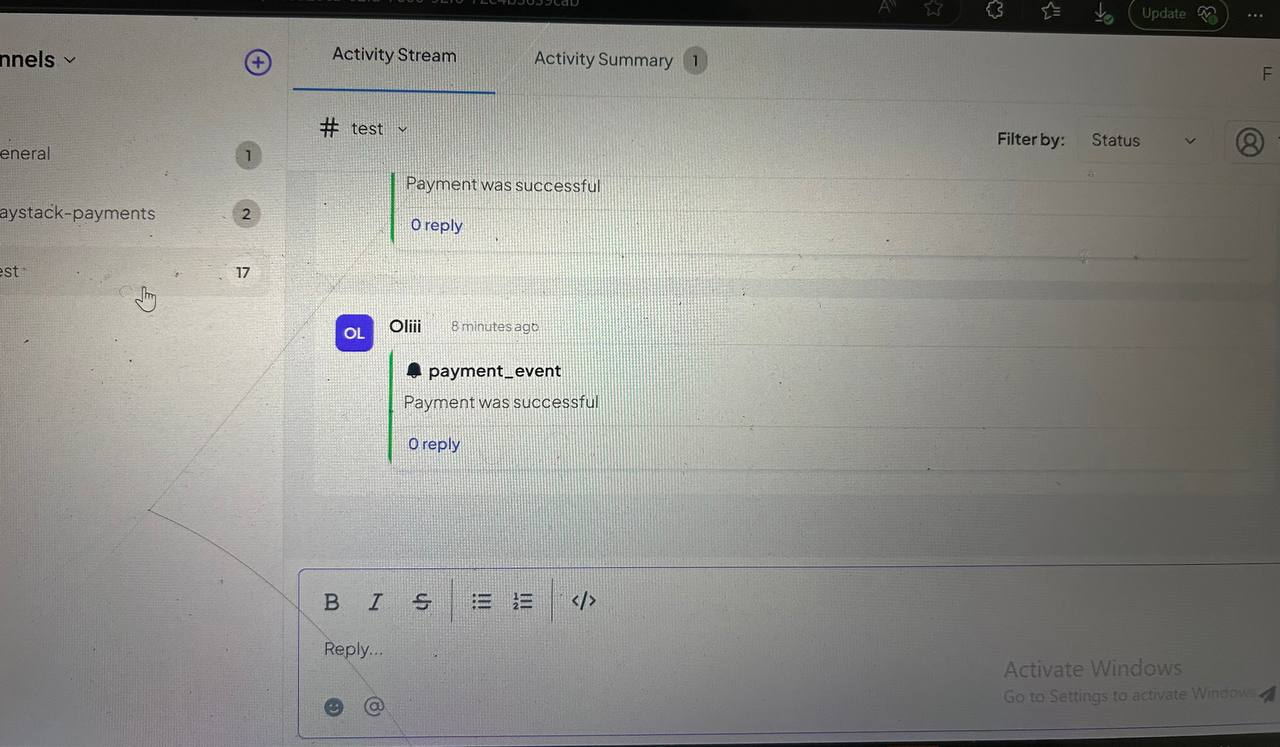 Update
nnels
Activity Stream
Activity Summary 1
F
# test
Filter by: Status
eneral 1
aystack-payments 2
est 17
Payment was successful
0 reply
OL
Oliii 8 minutes ago
payment_event
Payment was successful
0 reply
B I S
</>
Reply...
@
Activate Windows
Go to Settings to activate Windows